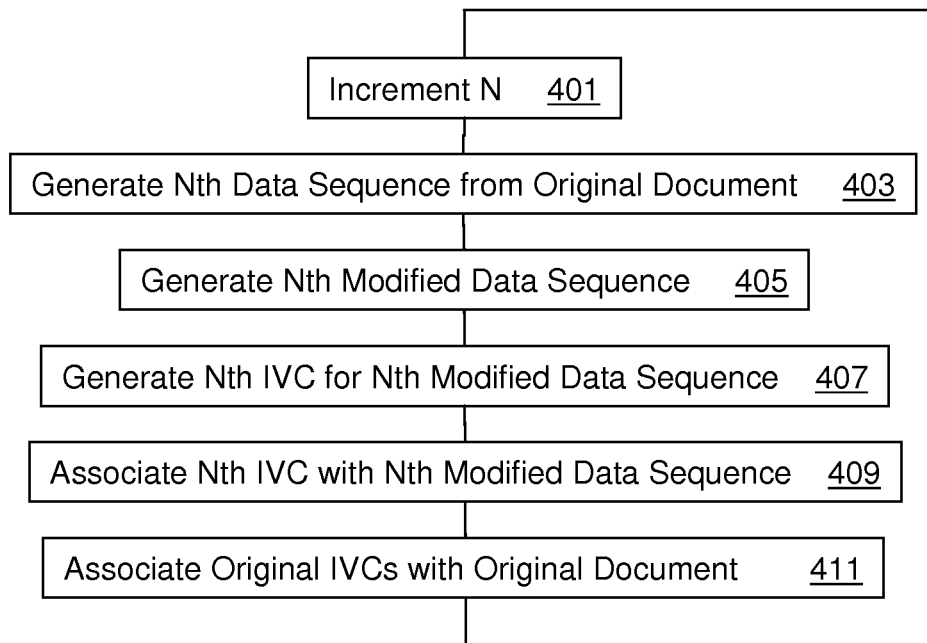 Increment N 401
Generate Nth Data Sequence from Original Document 403
Generate Nth Modified Data Sequence 405
Generate Nth IVC for Nth Modified Data Sequence 407
Associate Nth IVC with Nth Modified Data Sequence 409
Associate Original IVCs with Original Document 411